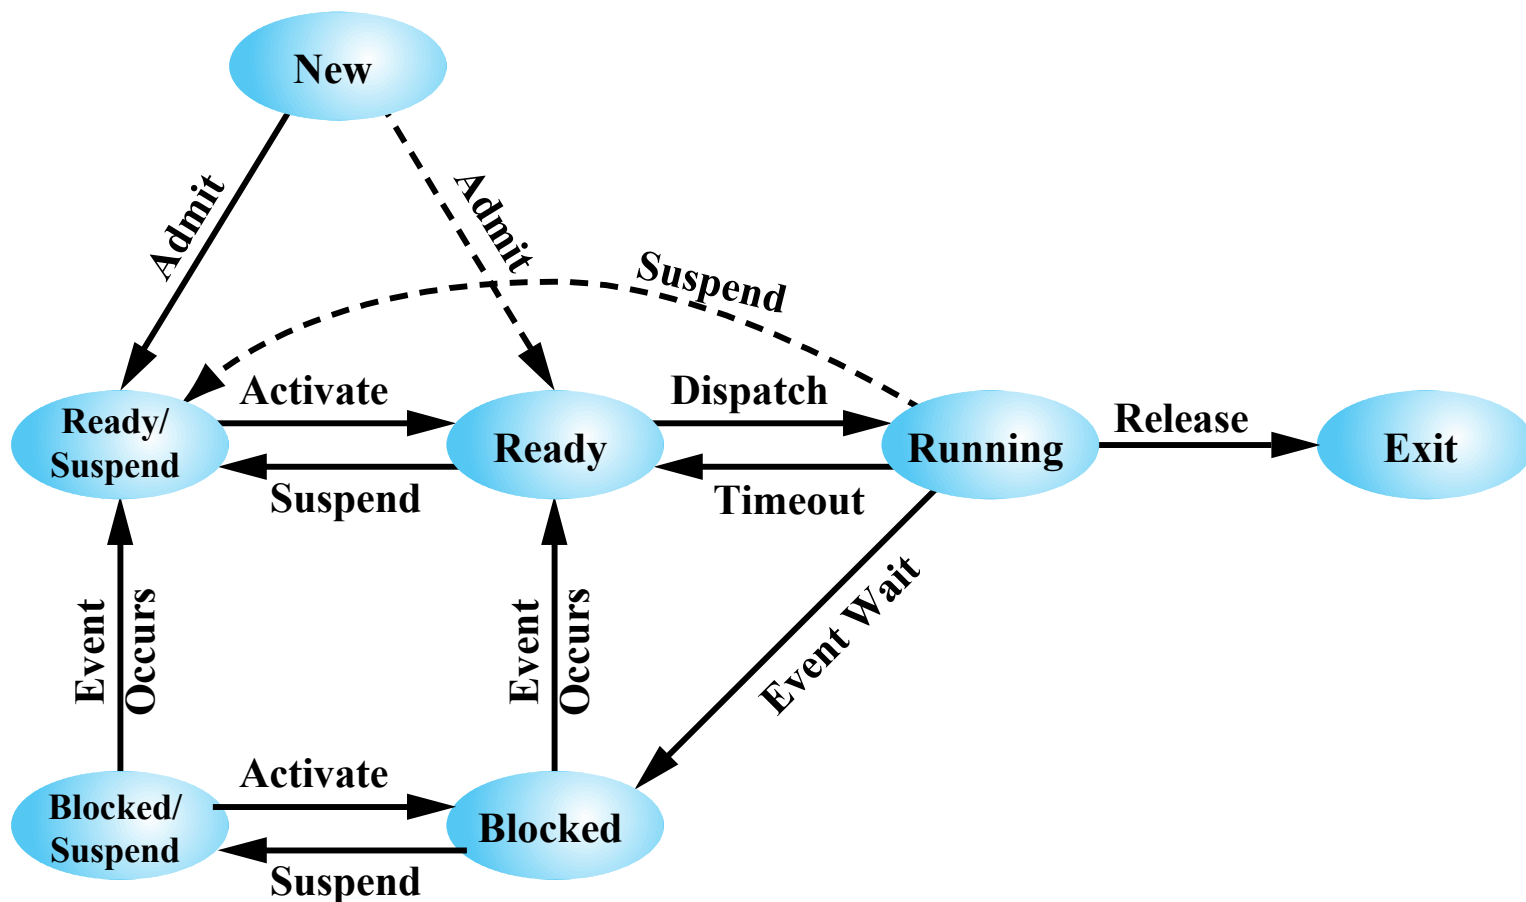 New
Admit
Admit
Suspend
Activate
Dispatch
Release
Ready/
Suspend
Ready
Running
Exit
Suspend
Timeout
Event
Occurs
Event
Occurs
Event Wait
Activate
Blocked/
Suspend
Blocked
Suspend